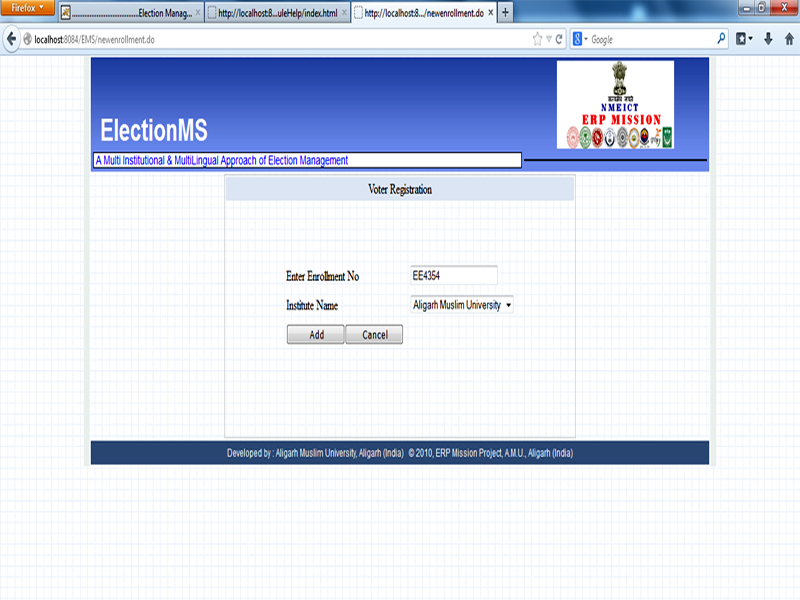 Firefox
Election Manag...
http://localhost:8...uleHelp/index.html
http://localhost:8.../newenrollment.do
localhost:8084/EMS/newenrollment.do
Google
NMEICT
ERP MISSION
ElectionMS
A Multi Institutional & MultiLingual Approach of Election Management
Voter Registration
Enter Enrollment No
EE4354
Institute Name
Aligarh Muslim University
Add
Cancel
Developed by : Aligarh Muslim University, Aligarh (India) © 2010, ERP Mission Project, A.M.U., Aligarh (India)